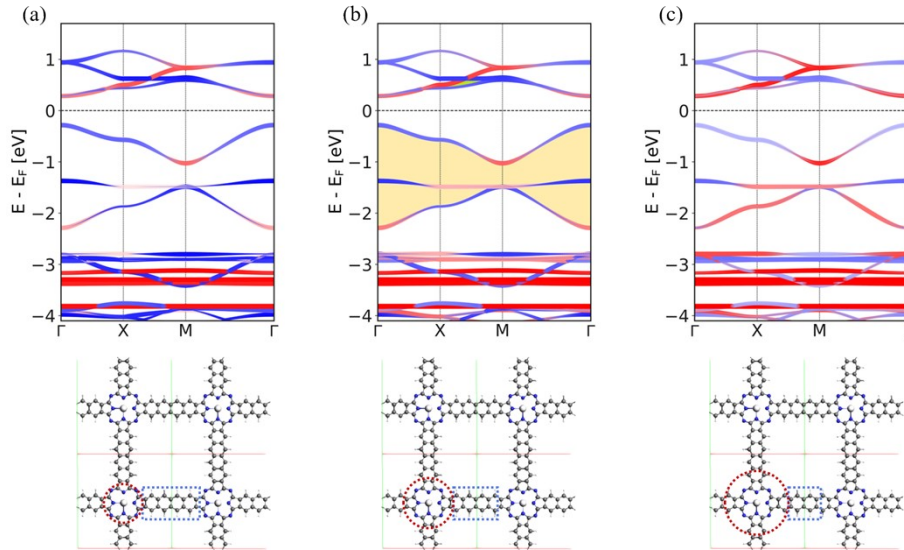 (a) (b) (c)
E - E_F [eV] E - E_F [eV] E - E_F [eV]
1 1 1
0 0 0
−1 −1 −1
−2 −2 −2
−3 −3 −3
−4 −4 −4
Γ X M Γ Γ X M Γ Γ X M